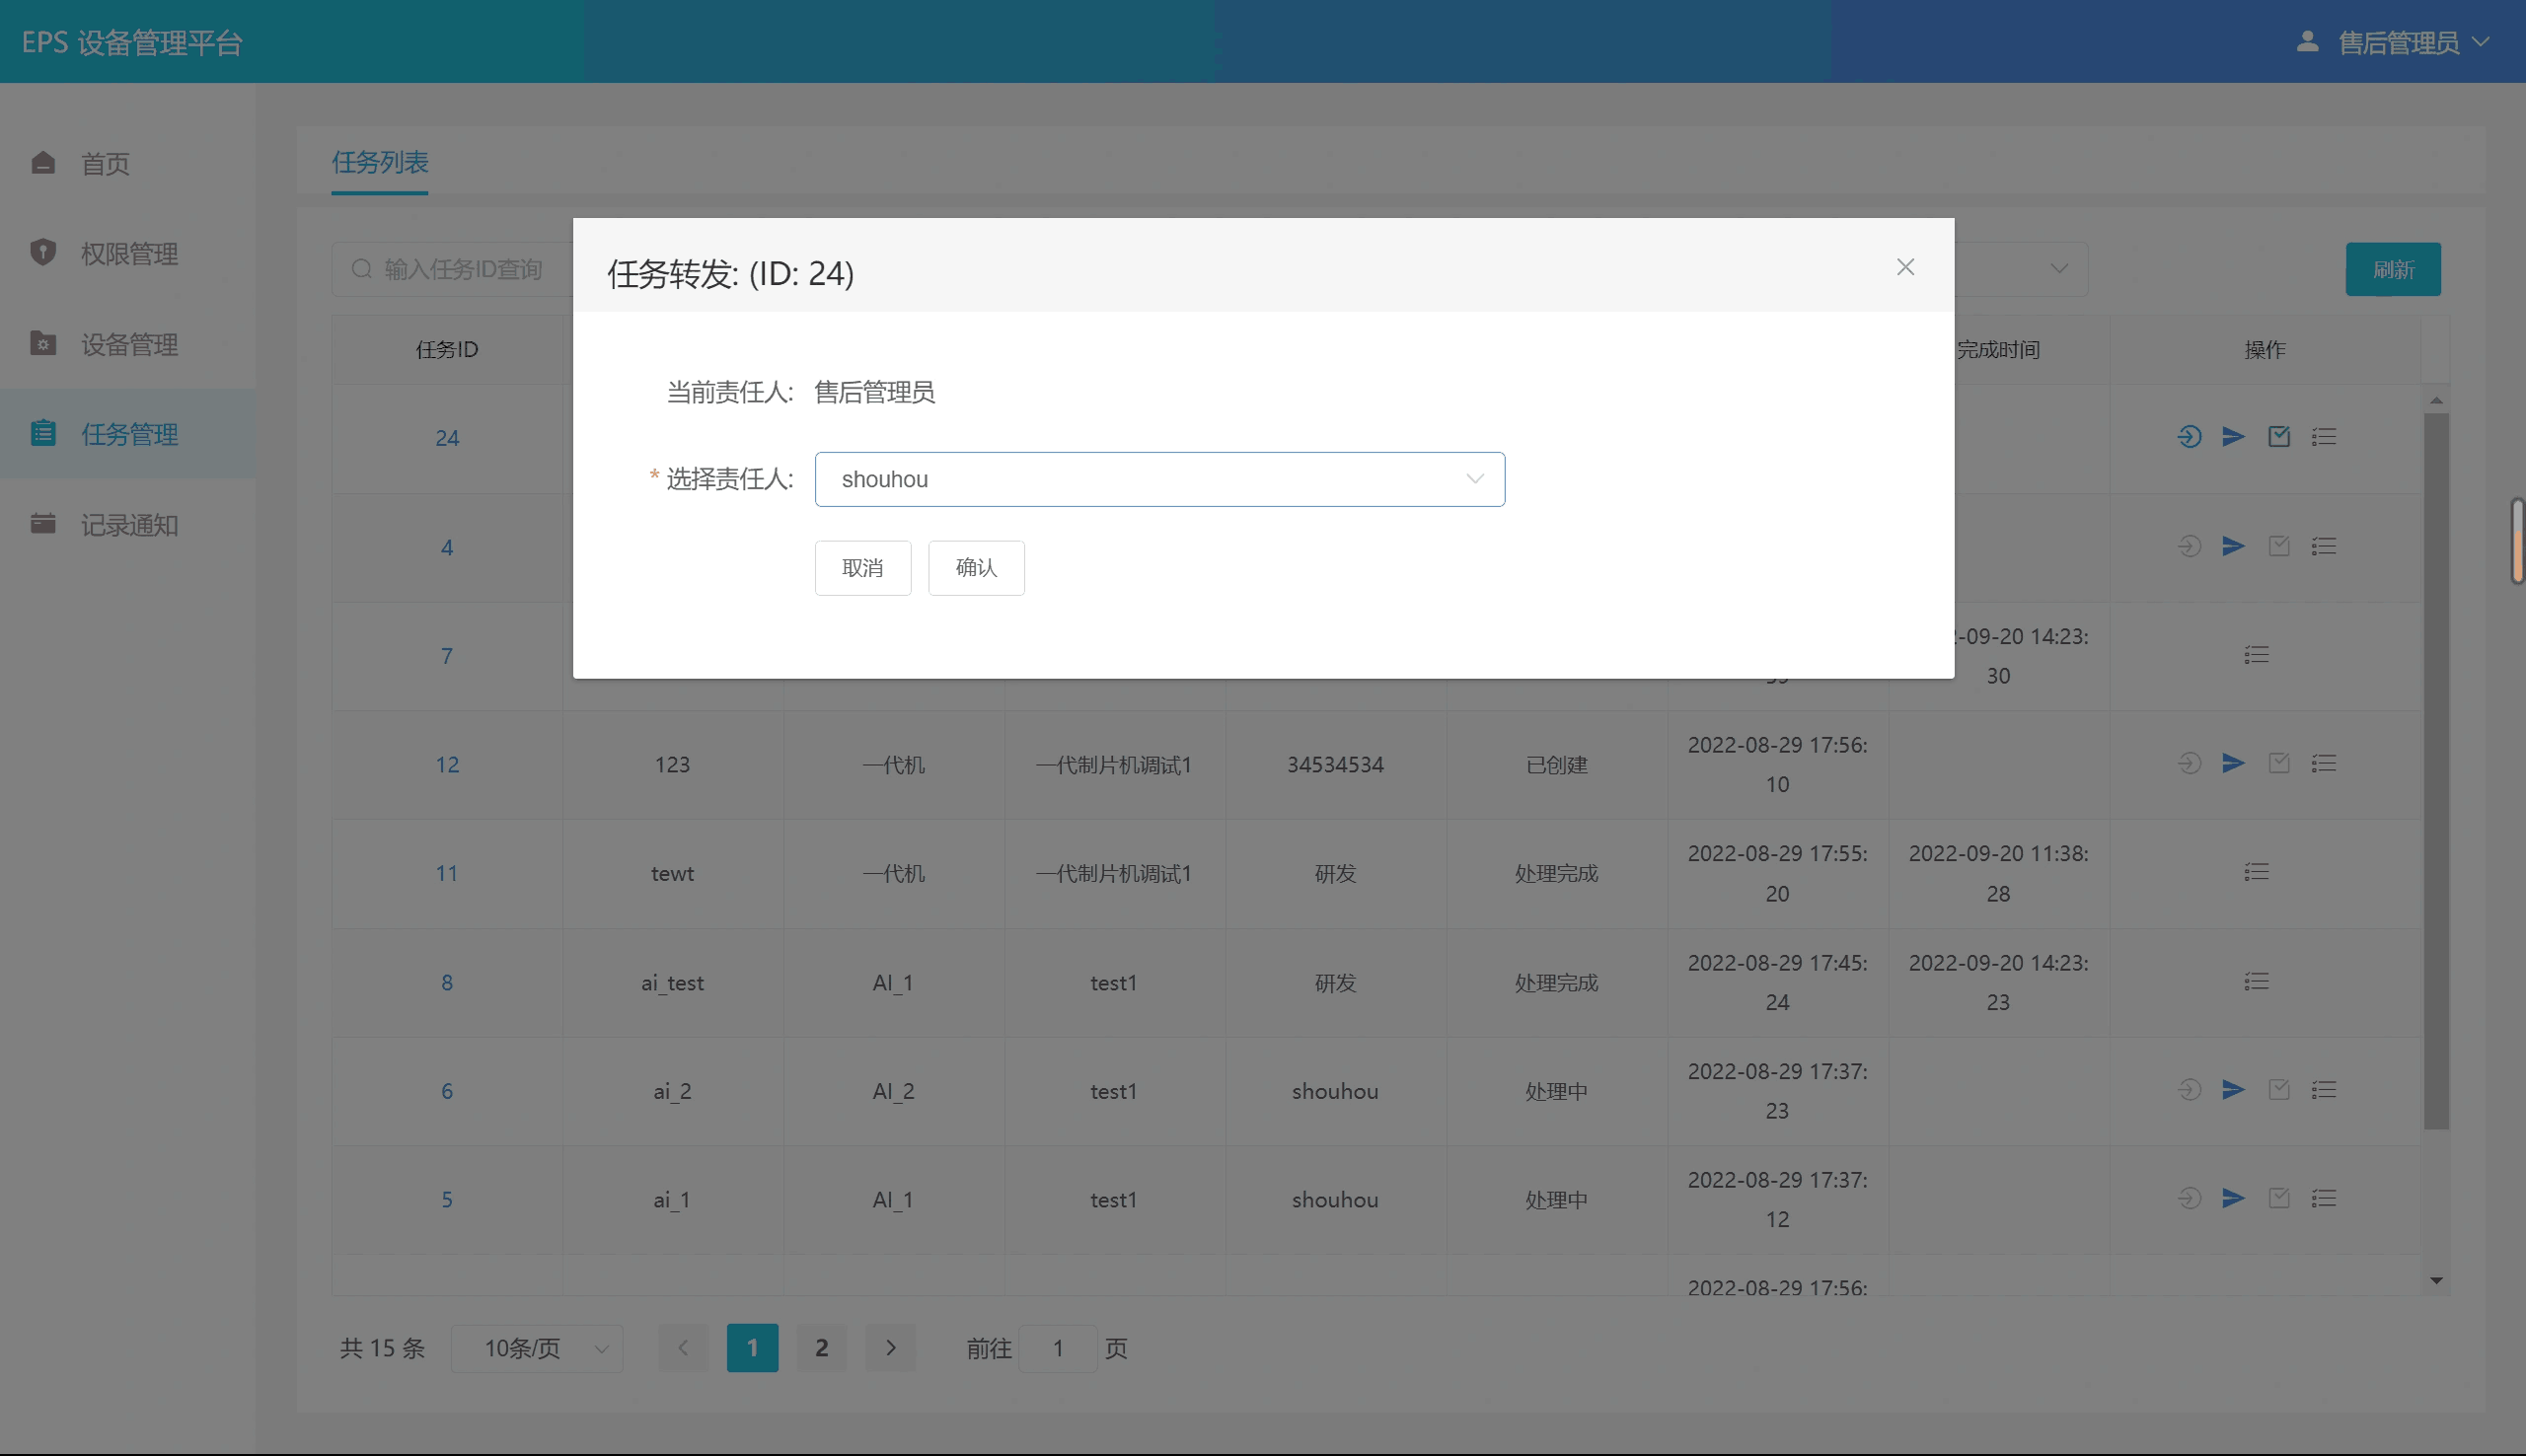 EPS 设备管理平台
售后管理员
首页
权限管理
设备管理
任务管理
记录通知
任务列表
输入任务ID查询
刷新
任务转发: (ID: 24)
当前责任人: 售后管理员
* 选择责任人: shouhou
取消 确认
任务ID 完成时间 操作
24
4
7 -09-20 14:23:
30
12 123 一代机 一代制片机调试1 34534534 已创建 2022-08-29 17:56:
10
11 tewt 一代机 一代制片机调试1 研发 处理完成 2022-08-29 17:55: 2022-09-20 11:38:
20 28
8 ai_test AI_1 test1 研发 处理完成 2022-08-29 17:45: 2022-09-20 14:23:
24 23
6 ai_2 AI_2 test1 shouhou 处理中 2022-08-29 17:37:
23
5 ai_1 AI_1 test1 shouhou 处理中 2022-08-29 17:37:
12
2022-08-29 17:56:
共 15 条 10条/页 1 2 前往 1 页